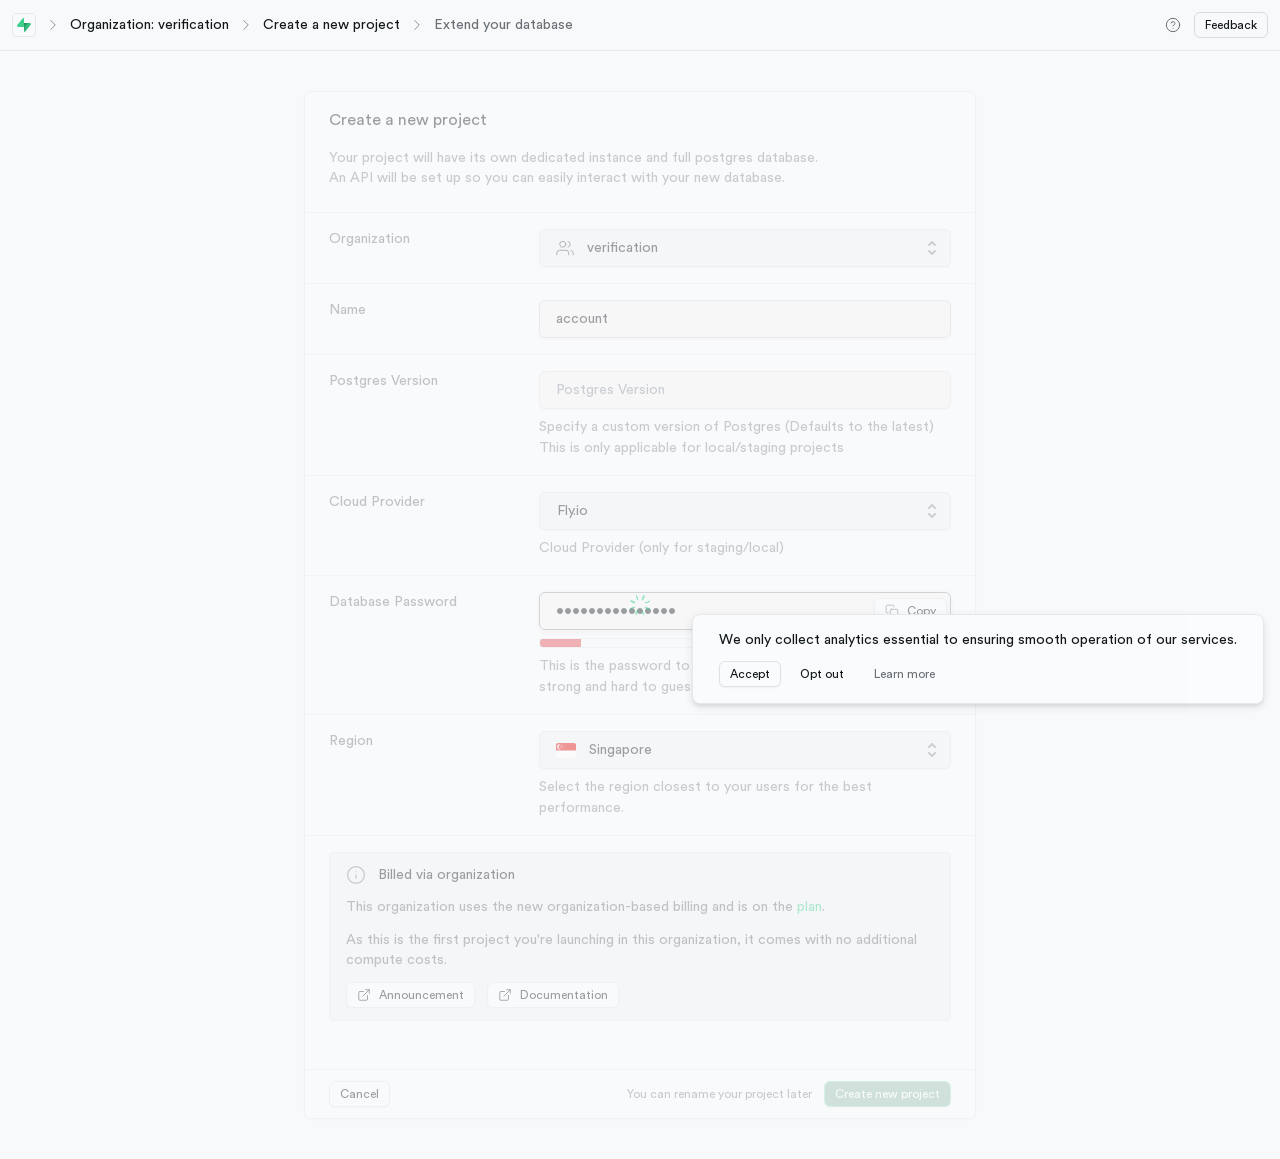 Organization: verification
Create a new project
Extend your database
Feedback
Create a new project
Your project will have its own dedicated instance and full postgres database.
An API will be set up so you can easily interact with your new database.
Organization
verification
Name
account
Postgres Version
Postgres Version
Specify a custom version of Postgres (Defaults to the latest)
This is only applicable for local/staging projects
Cloud Provider
Fly.io
Cloud Provider (only for staging/local)
Database Password
•••••••••••••••
Copy
This is the password to
strong and hard to gues
We only collect analytics essential to ensuring smooth operation of our services.
Accept
Opt out
Learn more
Region
Singapore
Select the region closest to your users for the best
performance.
Billed via organization
This organization uses the new organization-based billing and is on the plan.
As this is the first project you're launching in this organization, it comes with no additional
compute costs.
Announcement
Documentation
Cancel
You can rename your project later
Create new project